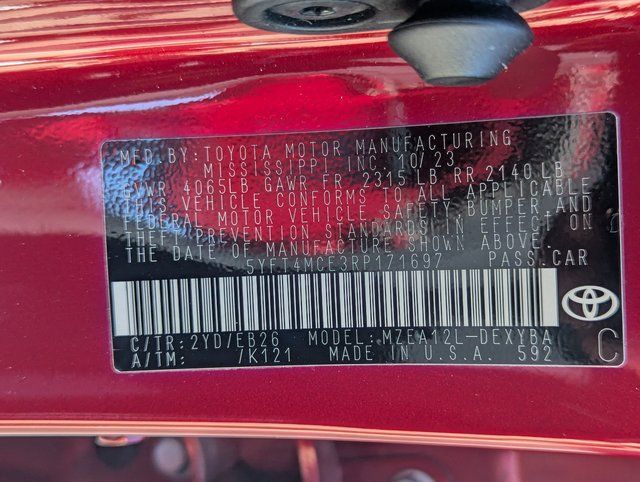 MFD.BY: TOYOTA MOTOR MANUFACTURING
MISSISSIPPI, INC. 10/23
GVWR 4065LB GAWR FR 2315LB RR 2140LB
THIS VEHICLE CONFORMS TO ALL APPLICABLE
FEDERAL MOTOR VEHICLE SAFETY, BUMPER, AND
THEFT PREVENTION STANDARDS IN EFFECT ON
THE DATE OF MANUFACTURE SHOWN ABOVE.
5YFT4MCE3RP171697 PASS.CAR
C/TR: 2YD/EB26 MODEL: MZEA12L-DEXYBA
A/TM: /K121 MADE IN U.S.A. 592
C